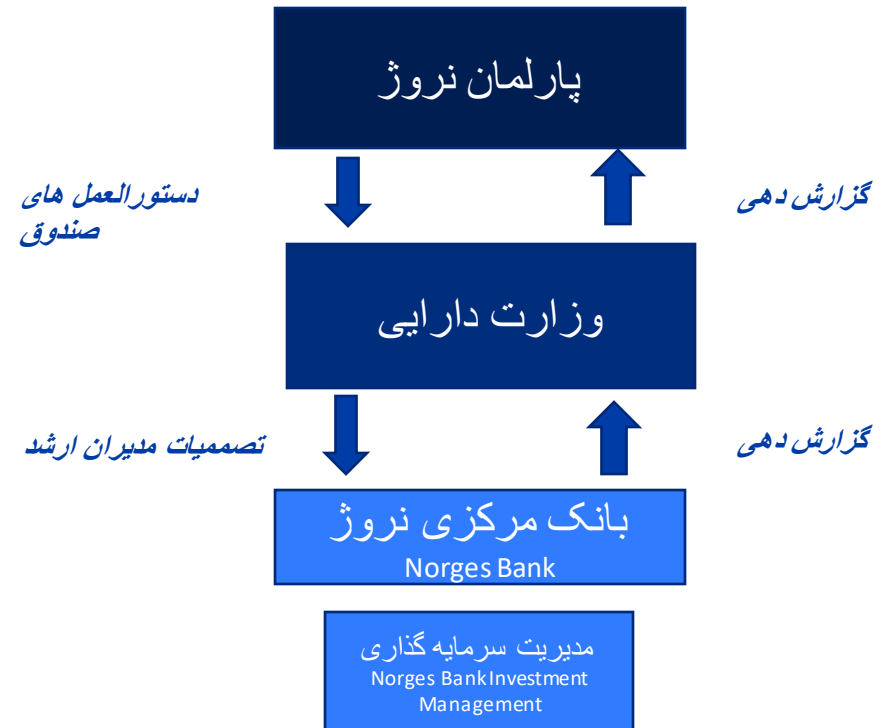 پارلمان نروژ
دستورالعمل های
صندوق
گزارش دهی
وزارت دارایی
تصممیات مدیران ارشد
گزارش دهی
بانک مرکزی نروژ
Norges Bank
مدیریت سرمایه گذاری
Norges Bank Investment
Management